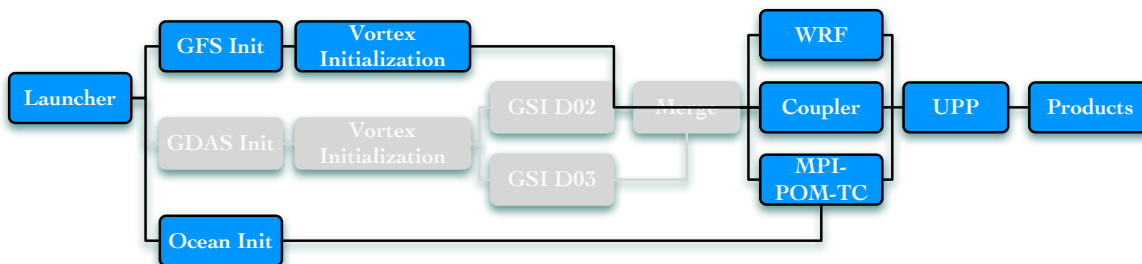 Launcher
GFS Init
Vortex
Initialization
GDAS Init
Vortex
Initialization
Ocean Init
GSI D02
GSI D03
Merge
WRF
Coupler
MPI-
POM-TC
UPP
Products